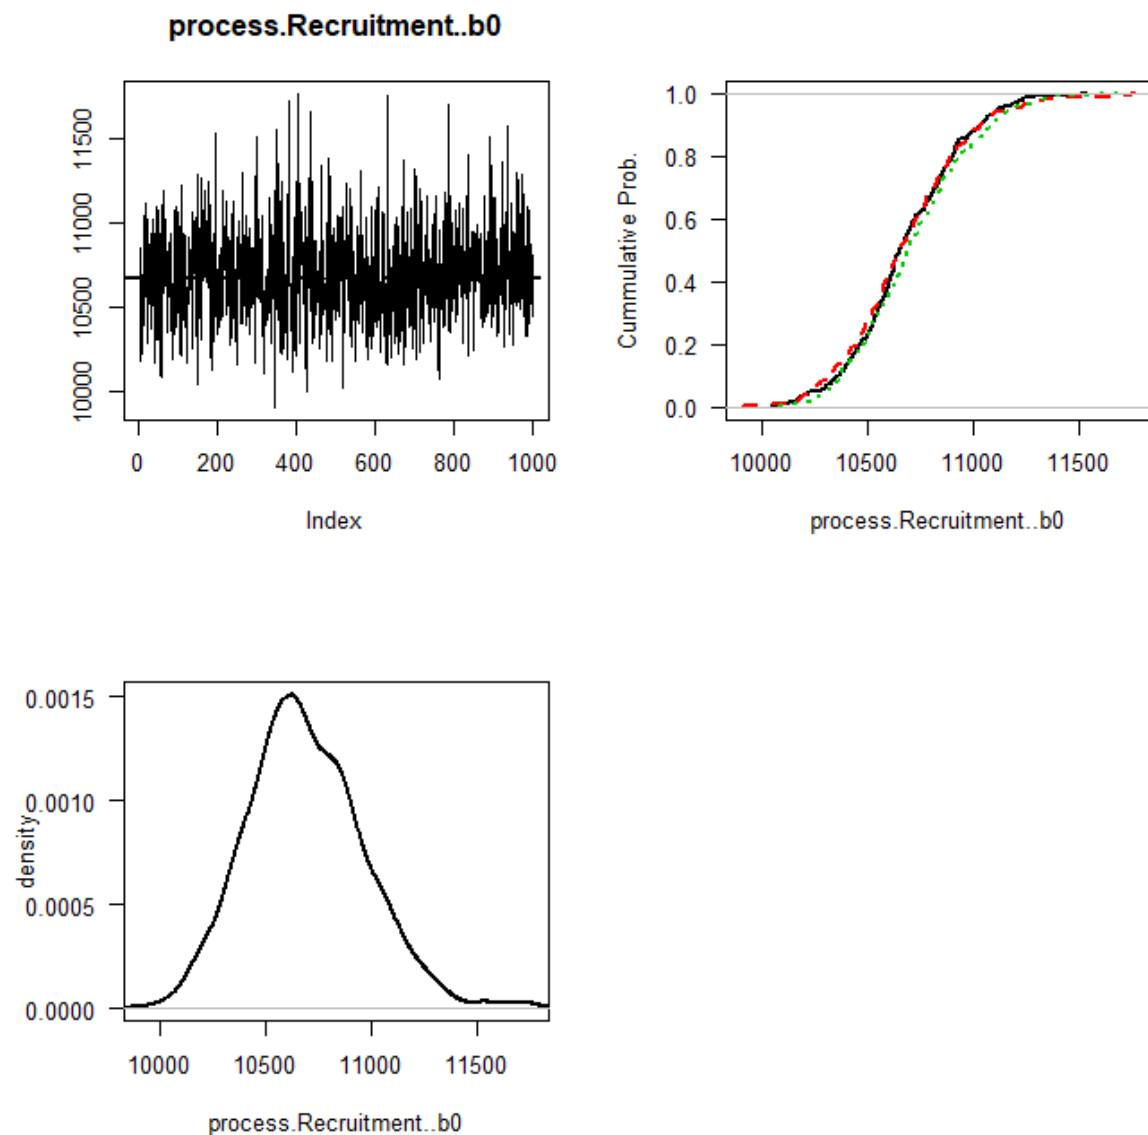 process.Recruitment..b0
11500
11000
10500
10000
0 200 400 600 800 1000
Index
Cummulative Prob.
1.0
0.8
0.6
0.4
0.2
0.0
10000 10500 11000 11500
process.Recruitment..b0
density
0.0015
0.0010
0.0005
0.0000
10000 10500 11000 11500
process.Recruitment..b0